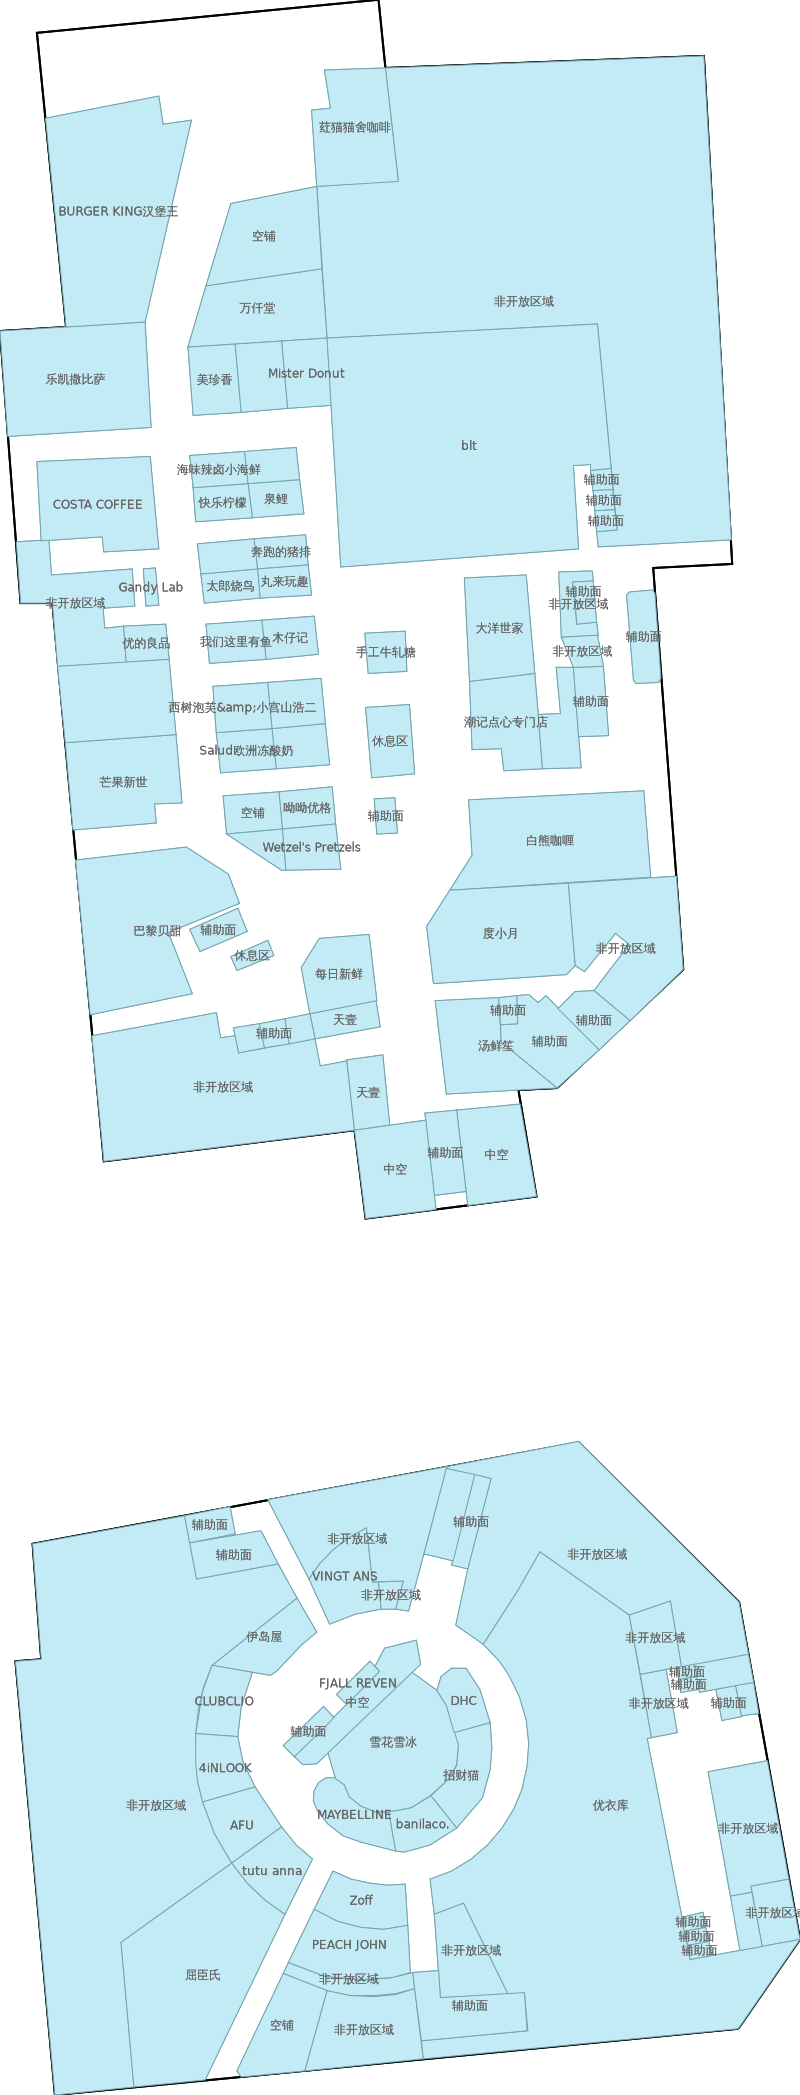 莛猫猫舍咖啡
BURGER KING汉堡王
空铺
非开放区域
万仟堂
Mister Donut
乐凯撒比萨
美珍香
blt
海味辣卤小海鲜
辅助面
COSTA COFFEE
快乐柠檬
泉鲤
辅助面
辅助面
奔跑的猪排
Gandy Lab
太郎烧鸟
丸来玩趣
辅助面
非开放区域
非开放区域
大洋世家
辅助面
优的良品
我们这里有鱼
木仔记
手工牛轧糖
非开放区域
辅助面
西树泡芙&amp;小宫山浩二
潮记点心专门店
休息区
Salud欧洲冻酸奶
芒果新世
空铺
呦呦优格
辅助面
白熊咖喱
Wetzel's Pretzels
巴黎贝甜
辅助面
度小月
休息区
非开放区域
每日新鲜
辅助面
天壹
辅助面
辅助面
汤鲜笙
辅助面
非开放区域
天壹
中空
辅助面
中空
辅助面
辅助面
非开放区域
辅助面
非开放区域
VINGT ANS
非开放区域
伊岛屋
非开放区域
辅助面
FJALL REVEN
辅助面
CLUBCLIO
中空
DHC
非开放区域
辅助面
辅助面
雪花雪冰
4iNLOOK
招财猫
非开放区域
优衣库
MAYBELLINE
AFU
banilaco.
非开放区域
tutu anna
Zoff
非开放区域
辅助面
PEACH JOHN
非开放区域
辅助面
辅助面
屈臣氏
非开放区域
辅助面
空铺
非开放区域